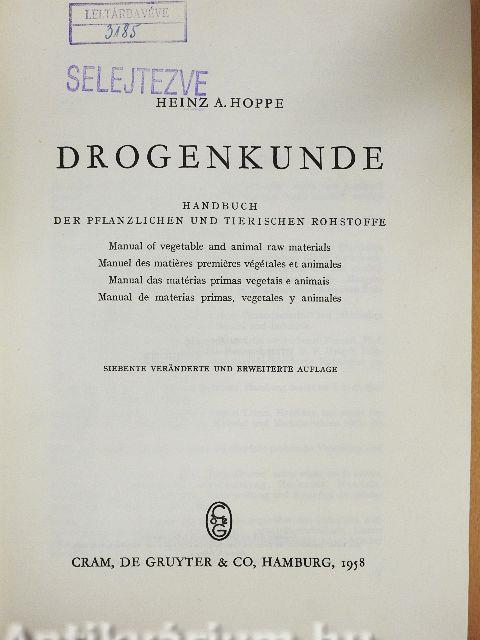 LELTÁRBAVÉVE
3185
SELEJTEZVE
HEINZ A. HOPPE
DROGENKUNDE
HANDBUCH
DER PFLANZLICHEN UND TIERISCHEN ROHSTOFFE
Manual of vegetable and animal raw materials
Manuel des matières premières végétales et animales
Manual das matérias primas vegetais e animais
Manual de materias primas, vegetales y animales
SIEBENTE VERÄNDERTE UND ERWEITERTE AUFLAGE
CRAM, DE GRUYTER & CO, HAMBURG, 1958
Antikvárium.hu